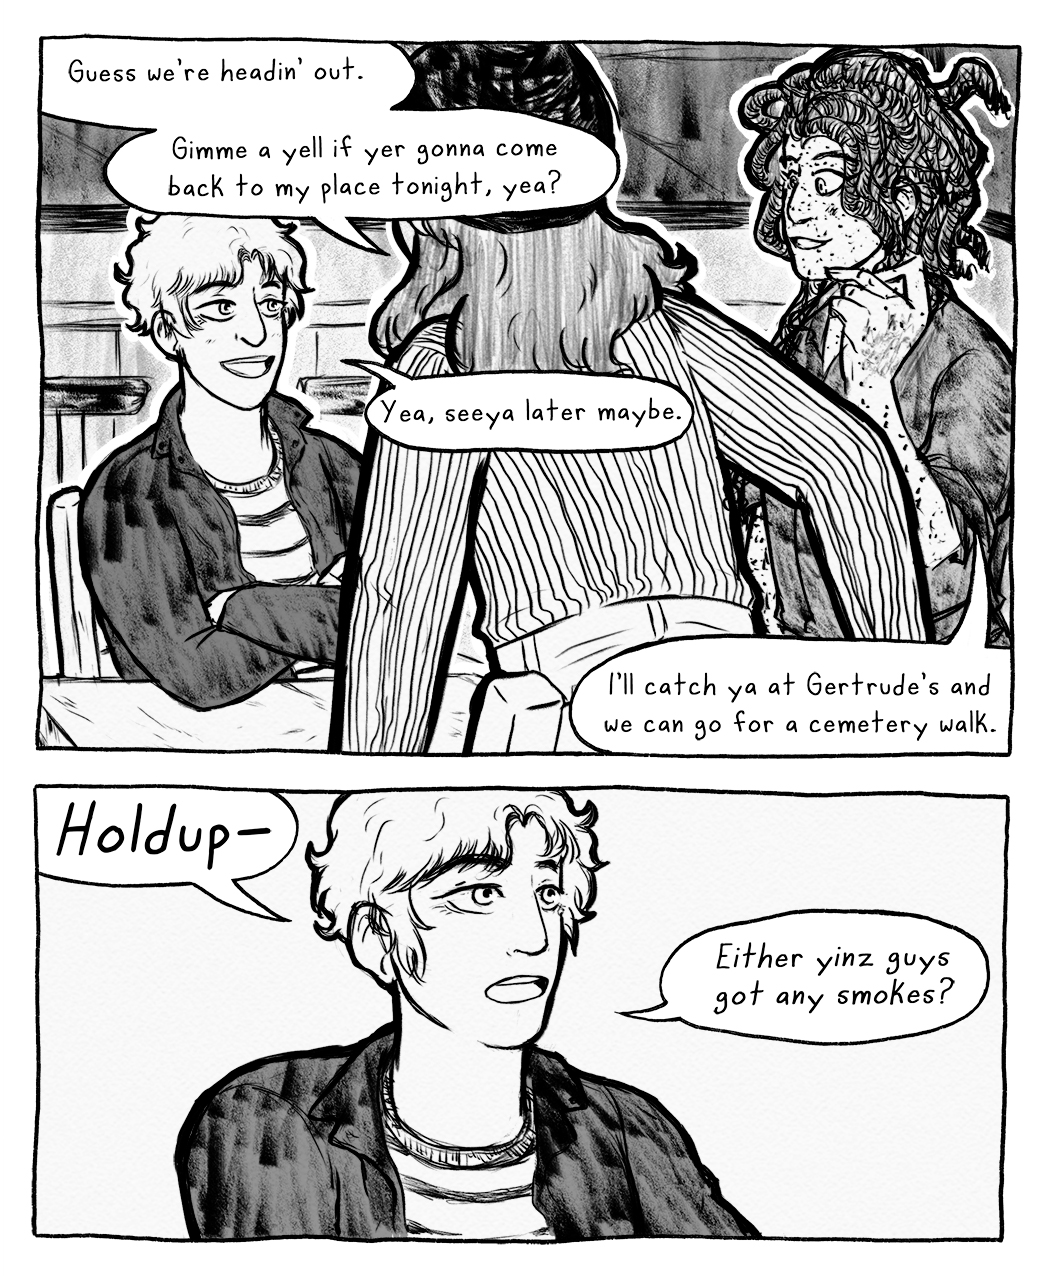 Guess we're headin' out.
Gimme a yell if yer gonna come
back to my place tonight, yea?
Yea, seeya later maybe.
I'll catch ya at Gertrude's and
we can go for a cemetery walk.
Holdup—
Either yinz guys
got any smokes?